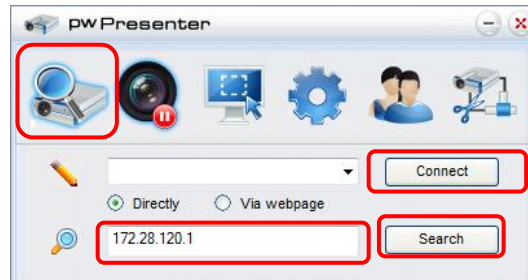 pwPresenter
Connect
Directly Via webpage
172.28.120.1 Search